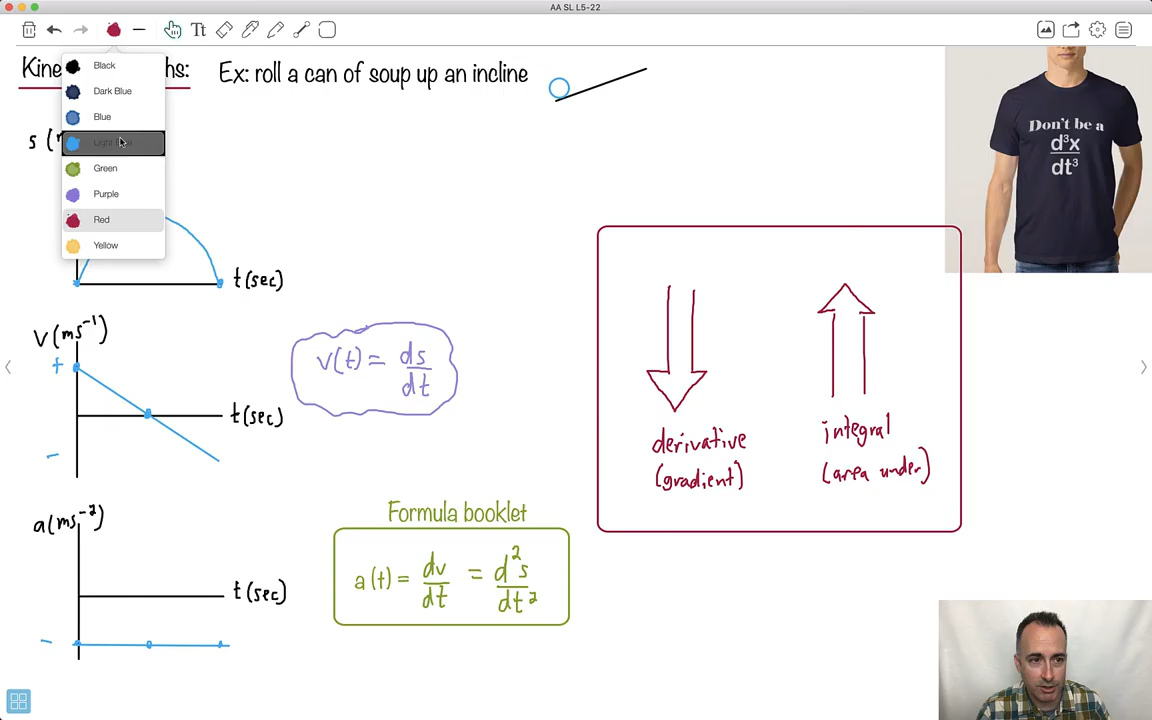 AA SL L5-22
Tt
Black
Dark Blue
Blue
Light
Green
Purple
Red
Yellow
Ex: roll a can of soup up an incline
Don't be a
d³x
dt³
s
t(sec)
v(ms⁻¹)
+
t(sec)
-
v(t) = ds
dt
derivative
(gradient)
integral
(area under)
a(ms⁻²)
t(sec)
-
Formula booklet
a(t) = dv = d²s
dt dt²